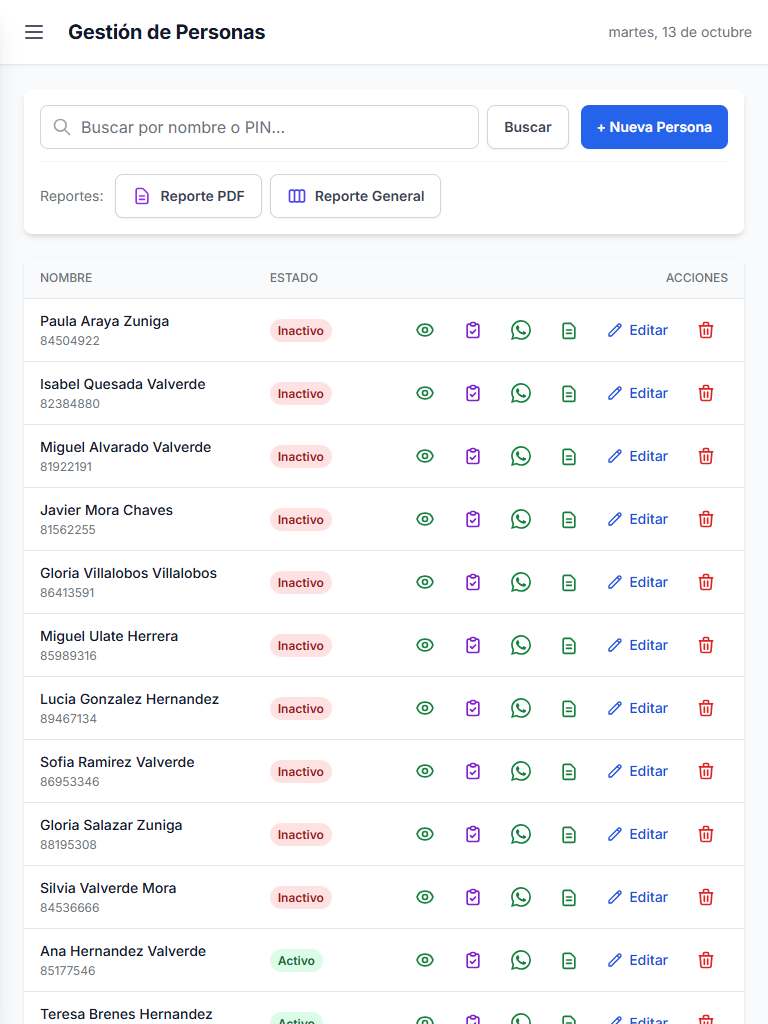 Gestión de Personas
martes, 13 de octubre
Buscar por nombre o PIN...
Buscar
+ Nueva Persona
Reportes:
Reporte PDF
Reporte General
NOMBRE ESTADO ACCIONES
Paula Araya Zuniga
84504922
Inactivo
Editar
Isabel Quesada Valverde
82384880
Inactivo
Editar
Miguel Alvarado Valverde
81922191
Inactivo
Editar
Javier Mora Chaves
81562255
Inactivo
Editar
Gloria Villalobos Villalobos
86413591
Inactivo
Editar
Miguel Ulate Herrera
85989316
Inactivo
Editar
Lucia Gonzalez Hernandez
89467134
Inactivo
Editar
Sofia Ramirez Valverde
86953346
Inactivo
Editar
Gloria Salazar Zuniga
88195308
Inactivo
Editar
Silvia Valverde Mora
84536666
Inactivo
Editar
Ana Hernandez Valverde
85177546
Activo
Editar
Teresa Brenes Hernandez
Activo
Editar